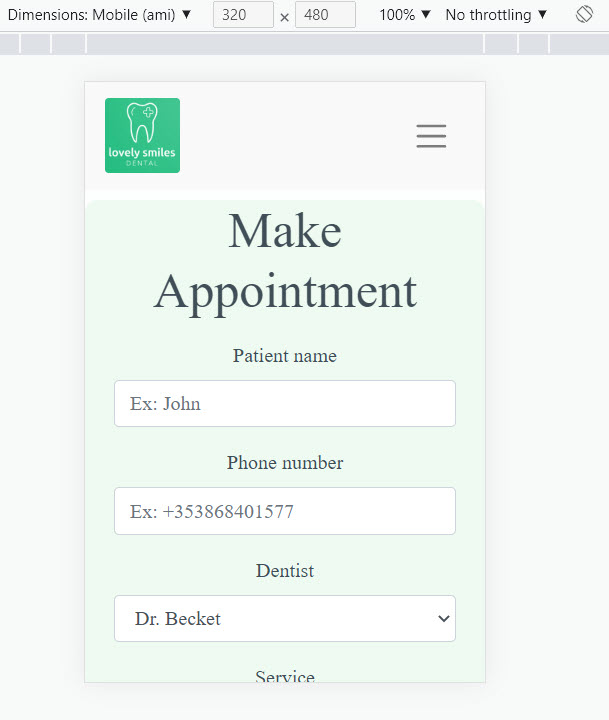 Dimensions: Mobile (ami) ▼ 320 × 480 100% ▼ No throttling ▼
lovely smiles
DENTAL
Make
Appointment
Patient name
Ex: John
Phone number
Ex: +353868401577
Dentist
Dr. Becket
Service